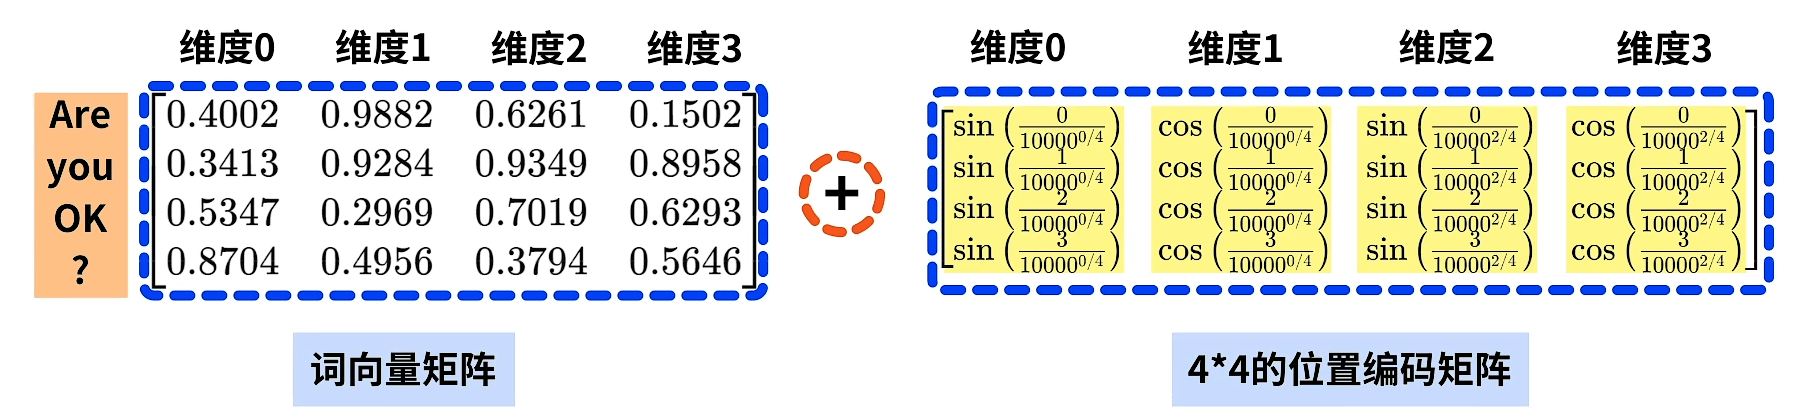 维度0 维度1 维度2 维度3 维度0 维度1 维度2 维度3
Are 0.4002 0.9882 0.6261 0.1502 sin(0/10000^{0/4}) cos(0/10000^{0/4}) sin(0/10000^{2/4}) cos(0/10000^{2/4})
you 0.3413 0.9284 0.9349 0.8958 sin(1/10000^{0/4}) cos(1/10000^{0/4}) sin(1/10000^{2/4}) cos(1/10000^{2/4})
+
OK 0.5347 0.2969 0.7019 0.6293 sin(2/10000^{0/4}) cos(2/10000^{0/4}) sin(2/10000^{2/4}) cos(2/10000^{2/4})
? 0.8704 0.4956 0.3794 0.5646 sin(3/10000^{0/4}) cos(3/10000^{0/4}) sin(3/10000^{2/4}) cos(3/10000^{2/4})
词向量矩阵 4*4的位置编码矩阵